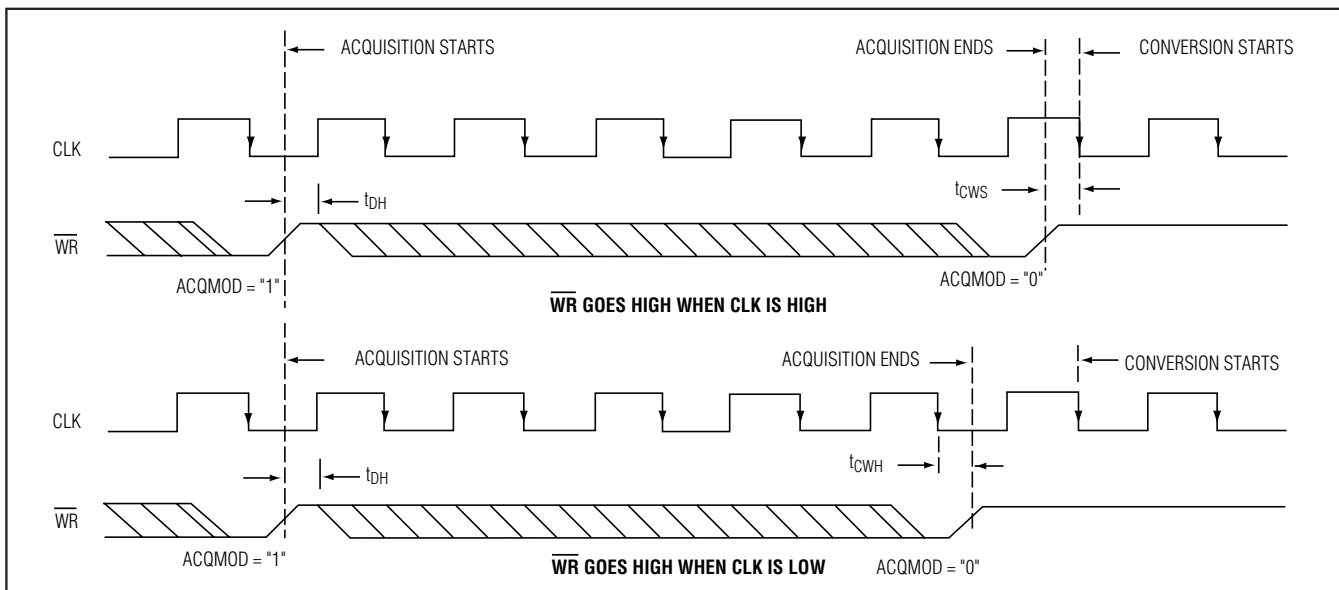 ACQUISITION STARTS
ACQUISITION ENDS
CONVERSION STARTS
CLK
tDH
tCWS
WR
ACQMOD = "1"
ACQMOD = "0"
WR GOES HIGH WHEN CLK IS HIGH
ACQUISITION STARTS
ACQUISITION ENDS
CONVERSION STARTS
CLK
tDH
tCWH
WR
ACQMOD = "1"
WR GOES HIGH WHEN CLK IS LOW
ACQMOD = "0"